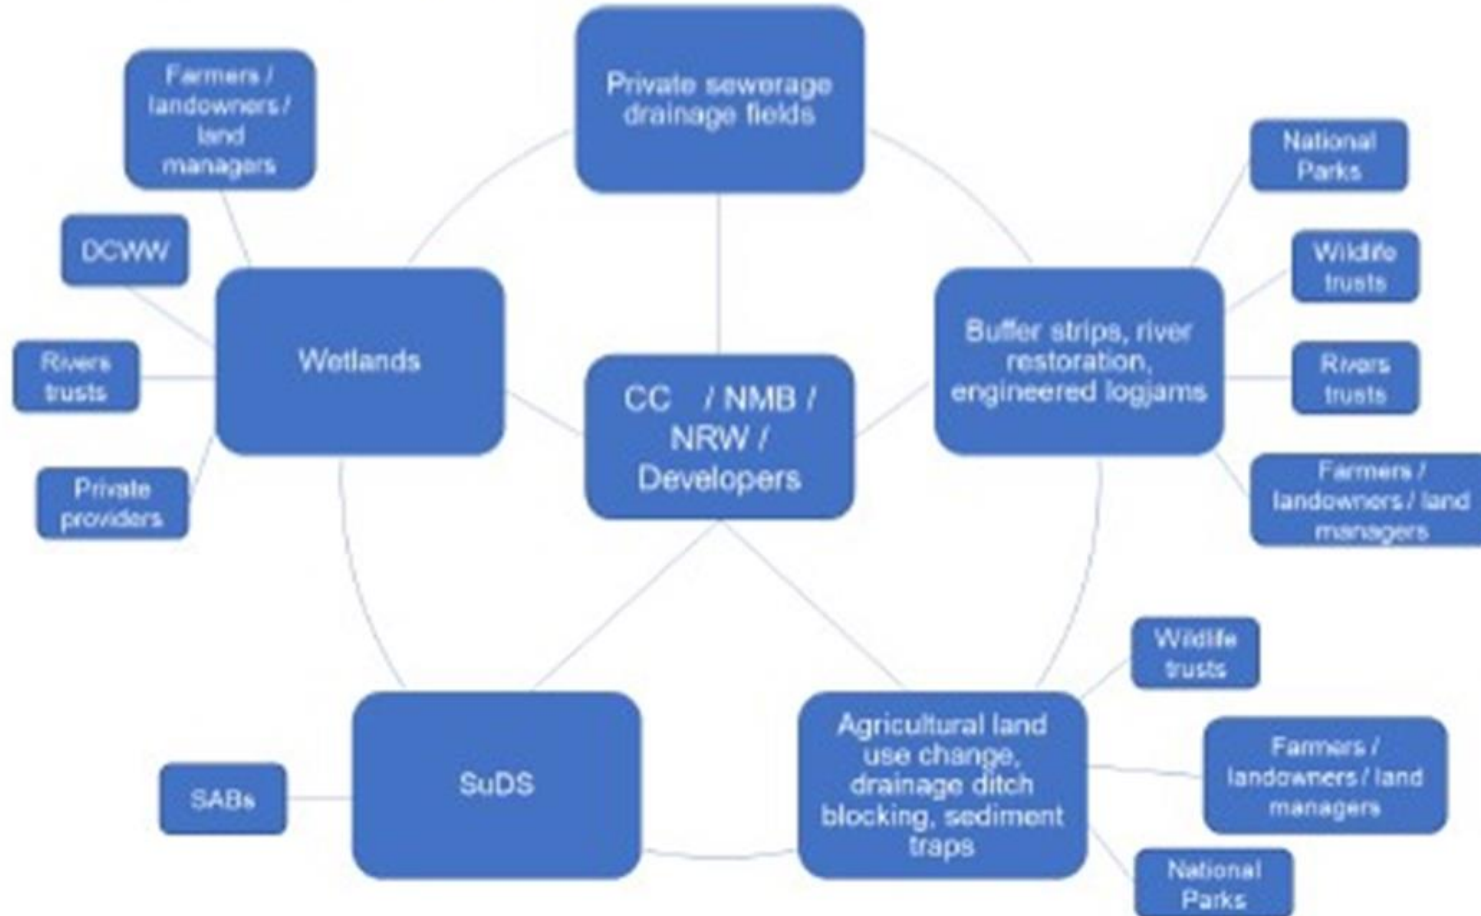 Private sewerage
drainage fields
Farmers /
landowners /
land
managers
DCWW
Rivers
trusts
Private
providers
Wetlands
CC / NMB /
NRW /
Developers
Buffer strips, river
restoration,
engineered logjams
National
Parks
Wildlife
trusts
Rivers
trusts
Farmers /
landowners / land
managers
SABs
SuDS
Agricultural land
use change,
drainage ditch
blocking, sediment
traps
Wildlife
trusts
Farmers /
landowners / land
managers
National
Parks